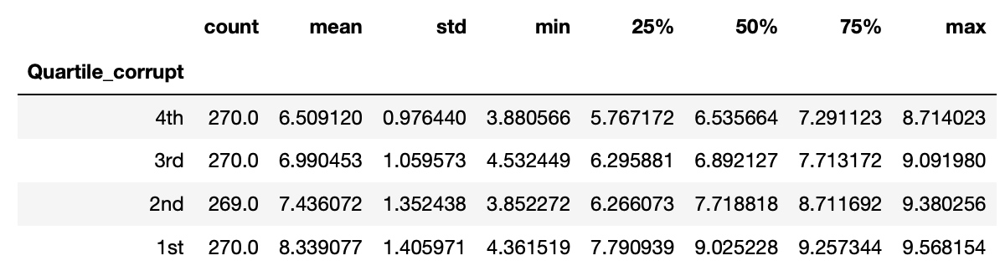 count mean std min 25% 50% 75% max
Quartile_corrupt
4th 270.0 6.509120 0.976440 3.880566 5.767172 6.535664 7.291123 8.714023
3rd 270.0 6.990453 1.059573 4.532449 6.295881 6.892127 7.713172 9.091980
2nd 269.0 7.436072 1.352438 3.852272 6.266073 7.718818 8.711692 9.380256
1st 270.0 8.339077 1.405971 4.361519 7.790939 9.025228 9.257344 9.568154